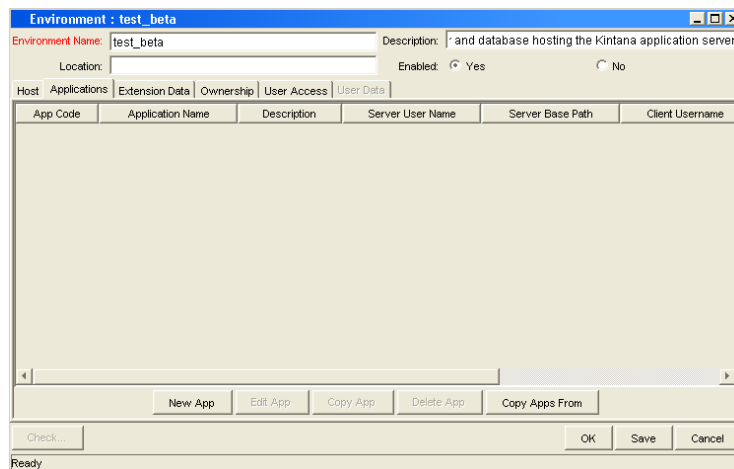 Environment : test_beta
Environment Name: test_beta Description: and database hosting the Kintana application server
Location: Enabled: Yes No
Host Applications Extension Data Ownership User Access User Data
App Code Application Name Description Server User Name Server Base Path Client Username
New App Edit App Copy App Delete App Copy Apps From
Check... OK Save Cancel
Ready